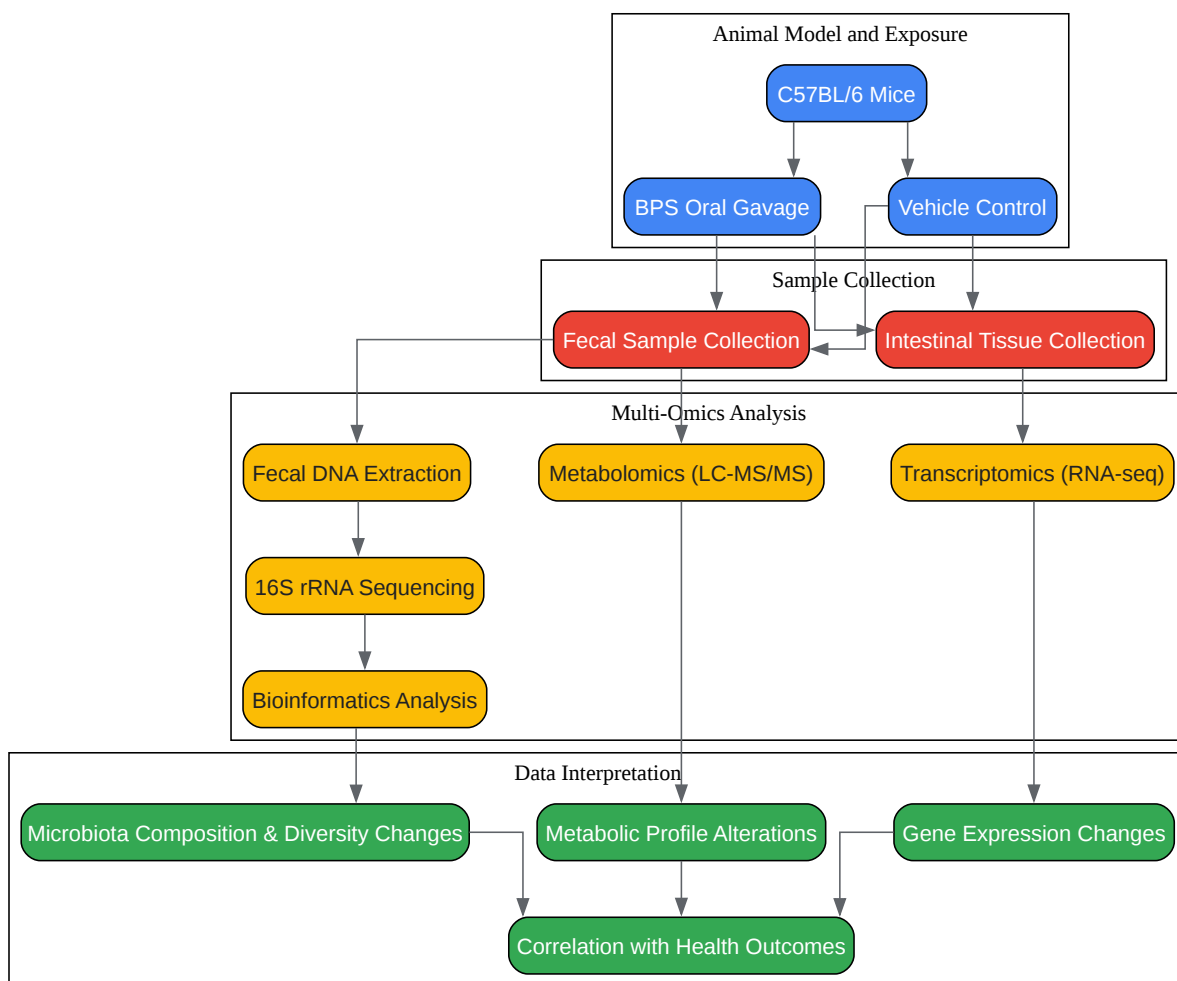 Animal Model and Exposure
C57BL/6 Mice
BPS Oral Gavage
Vehicle Control
Sample Collection
Fecal Sample Collection
Intestinal Tissue Collection
Multi-Omics Analysis
Fecal DNA Extraction
Metabolomics (LC-MS/MS)
Transcriptomics (RNA-seq)
16S rRNA Sequencing
Bioinformatics Analysis
Data Interpretation
Microbiota Composition & Diversity Changes
Metabolic Profile Alterations
Gene Expression Changes
Correlation with Health Outcomes